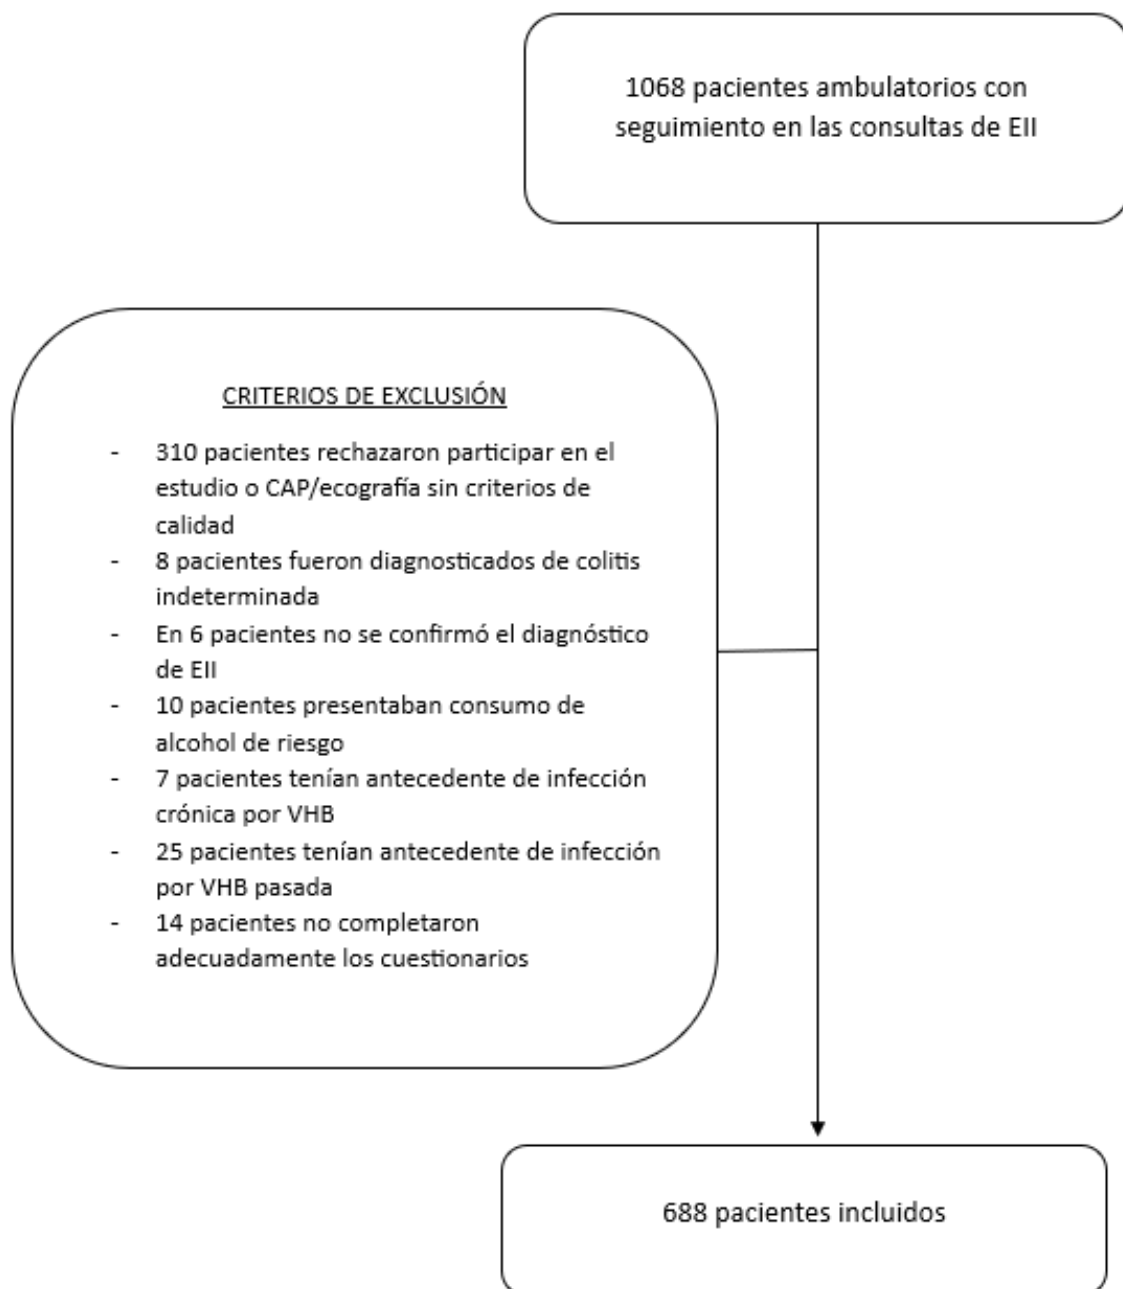 1068 pacientes ambulatorios con
seguimiento en las consultas de EII
CRITERIOS DE EXCLUSIÓN
- 310 pacientes rechazaron participar en el
estudio o CAP/ecografía sin criterios de
calidad
- 8 pacientes fueron diagnosticados de colitis
indeterminada
- En 6 pacientes no se confirmó el diagnóstico
de EII
- 10 pacientes presentaban consumo de
alcohol de riesgo
- 7 pacientes tenían antecedente de infección
crónica por VHB
- 25 pacientes tenían antecedente de infección
por VHB pasada
- 14 pacientes no completaron
adecuadamente los cuestionarios
688 pacientes incluidos